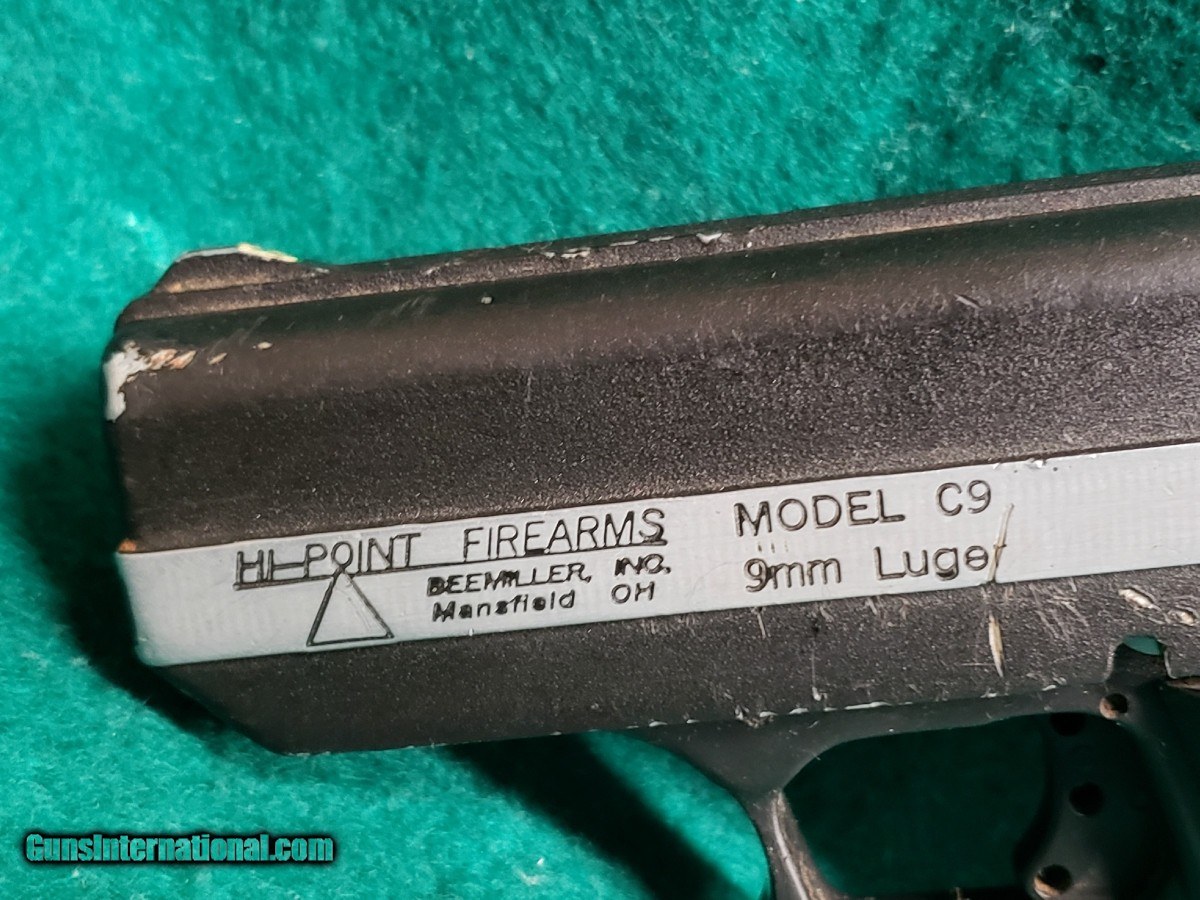 HI-POINT FIREARMS
BEEMILLER, INC.
Mansfield OH
MODEL C9
9mm Luger
GunsInternational.com